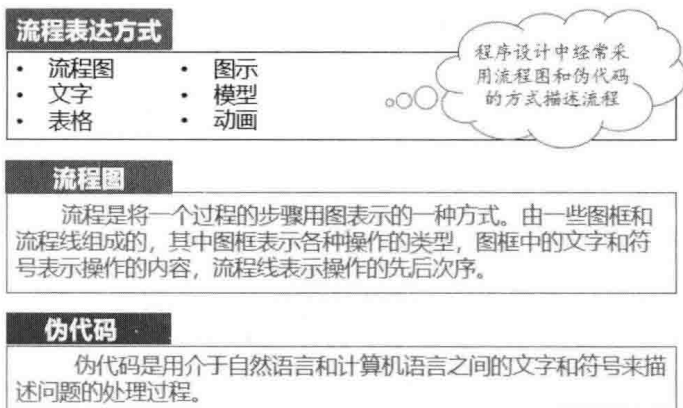 流程表达方式
• 流程图 • 图示
• 文字 • 模型
• 表格 • 动画
程序设计中经常采
用流程图和伪代码
的方式描述流程
流程图
流程是将一个过程的步骤用图表示的一种方式。由一些图框和
流程线组成的，其中图框表示各种操作的类型，图框中的文字和符
号表示操作的内容，流程线表示操作的先后次序。
伪代码
伪代码是用介于自然语言和计算机语言之间的文字和符号来描
述问题的处理过程。